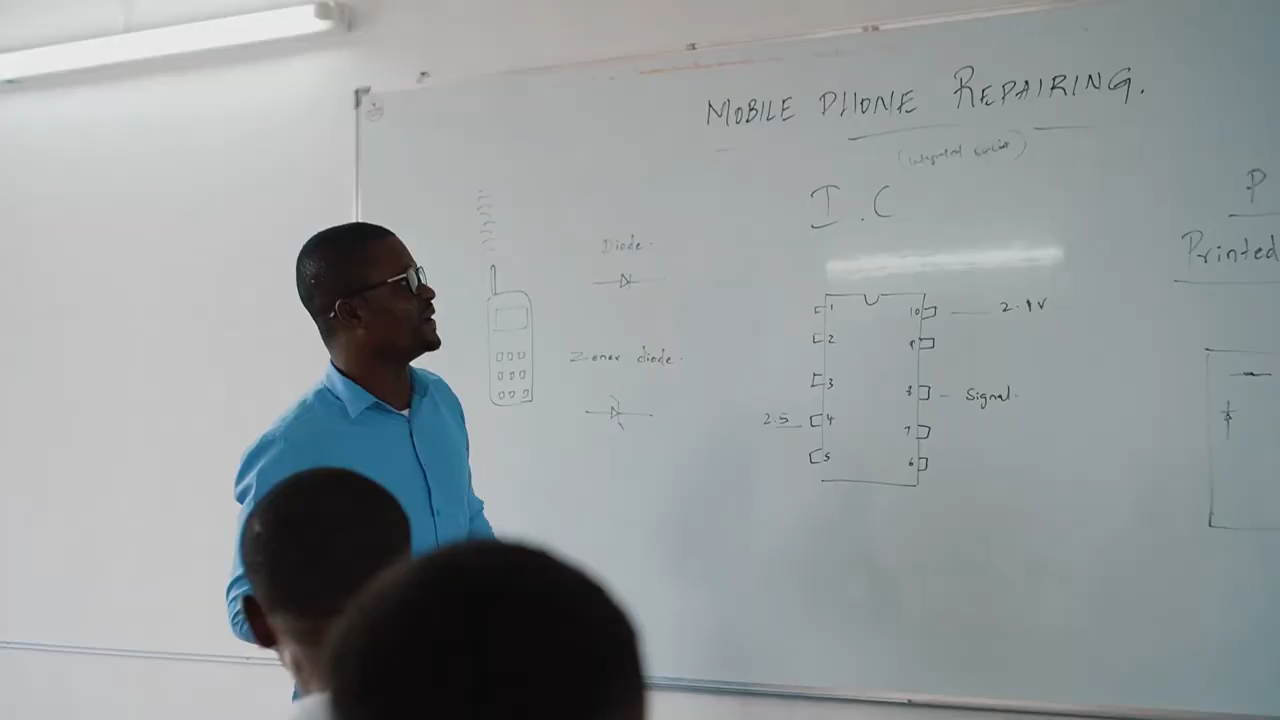 MOBILE PHONE REPAIRING.
(Integrated circuit)
I.C
Diode.
Zener diode.
1
2
3
2.5 4
5
10 2.9V
9
8 Signal.
7
6
P
Printed